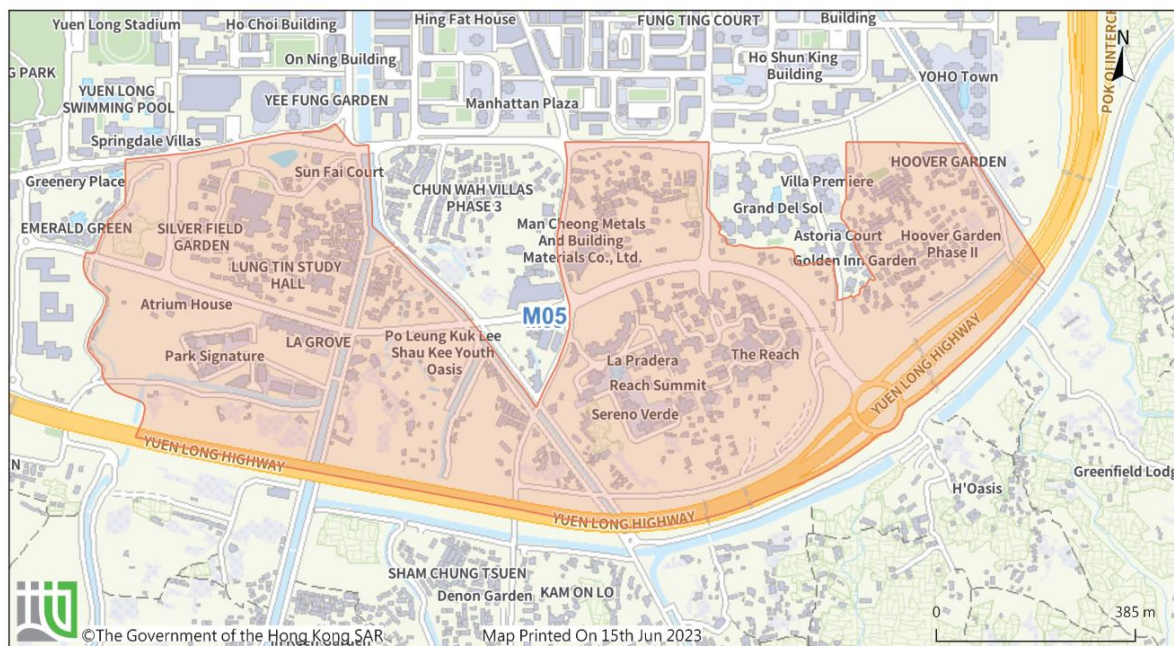 Yuen Long Stadium
Ho Choi Building
Hing Fat House
FUNG TING COURT
Building
On Ning Building
Ho Shun King
Building
G PARK
YUEN LONG
SWIMMING POOL
YEE FUNG GARDEN
Manhattan Plaza
YOHO Town
N
Springdale Villas
Greenery Place
Sun Fai Court
CHUN WAH VILLAS
PHASE 3
HOOVER GARDEN
Villa Premiere
EMERALD GREEN
SILVER FIELD
GARDEN
Man Cheong Metals
And Building
Materials Co., Ltd.
Grand Del Sol
Astoria Court
Golden Inn Garden
Hoover Garden
Phase II
LUNG TIN STUDY
HALL
Atrium House
M05
LA GROVE
Po Leung Kuk Lee
Shau Kee Youth
Oasis
Park Signature
La Pradera
The Reach
Reach Summit
Sereno Verde
YUEN LONG HIGHWAY
YUEN LONG HIGHWAY
YUEN LONG HIGHWAY
Greenfield Lodg
H'Oasis
SHAM CHUNG TSUEN
Denon Garden
KAM ON LO
0
385 m
©The Government of the Hong Kong SAR
Map Printed On 15th Jun 2023